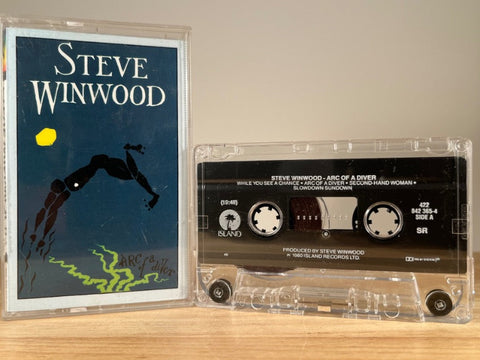 STEVE
WINWOOD
ARC of a
diver
STEVE WINWOOD - ARC OF A DIVER
WHILE YOU SEE A CHANCE • ARC OF A DIVER • SECOND-HAND WOMAN •
SLOWDOWN SUNDOWN
(19:48)
422
842 365-4
SIDE A
ISLAND
SR
PRODUCED BY STEVE WINWOOD
℗ 1980 ISLAND RECORDS LTD.